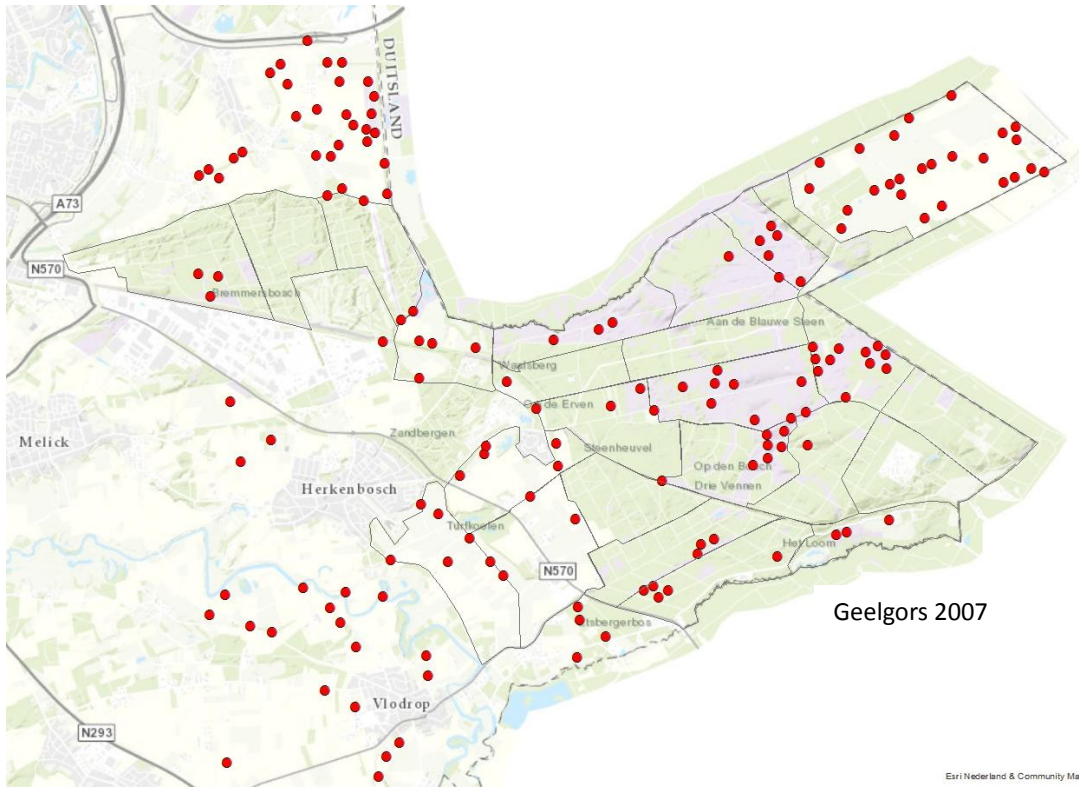 DUITSLAND
A73
N570
Bremmersbosch
Aan de Blauwe Steen
Waalsberg
Op de Erven
Zandbergen
Steenheuvel
Melick
Op den Bosch
Drie Vennen
Herkenbosch
Turfkoelen
Het Loom
N570
Geelgors 2007
Vlodrop
N293
Esri Nederland & Community Ma